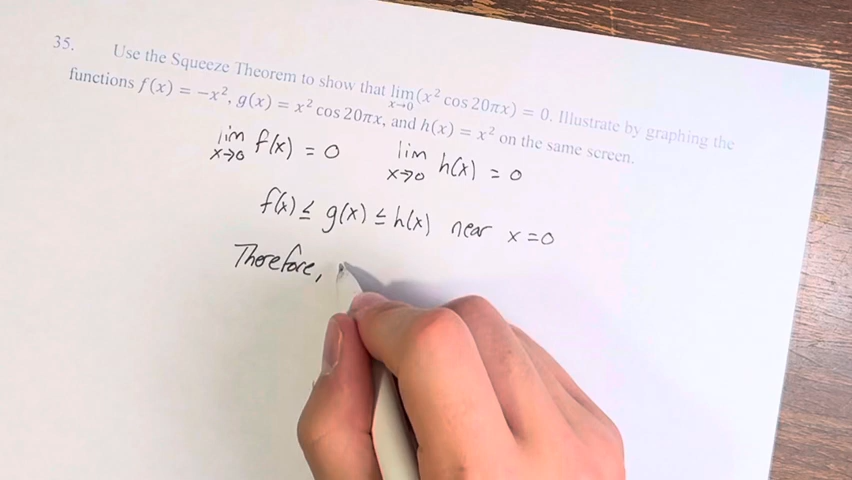 35. Use the Squeeze Theorem to show that lim x→0 (x² cos 20πx) = 0. Illustrate by graphing the
functions f(x) = −x², g(x) = x² cos 20πx, and h(x) = x² on the same screen.
lim x→0 f(x) = 0 lim x→0 h(x) = 0
f(x) ≤ g(x) ≤ h(x) near x = 0
Therefore,